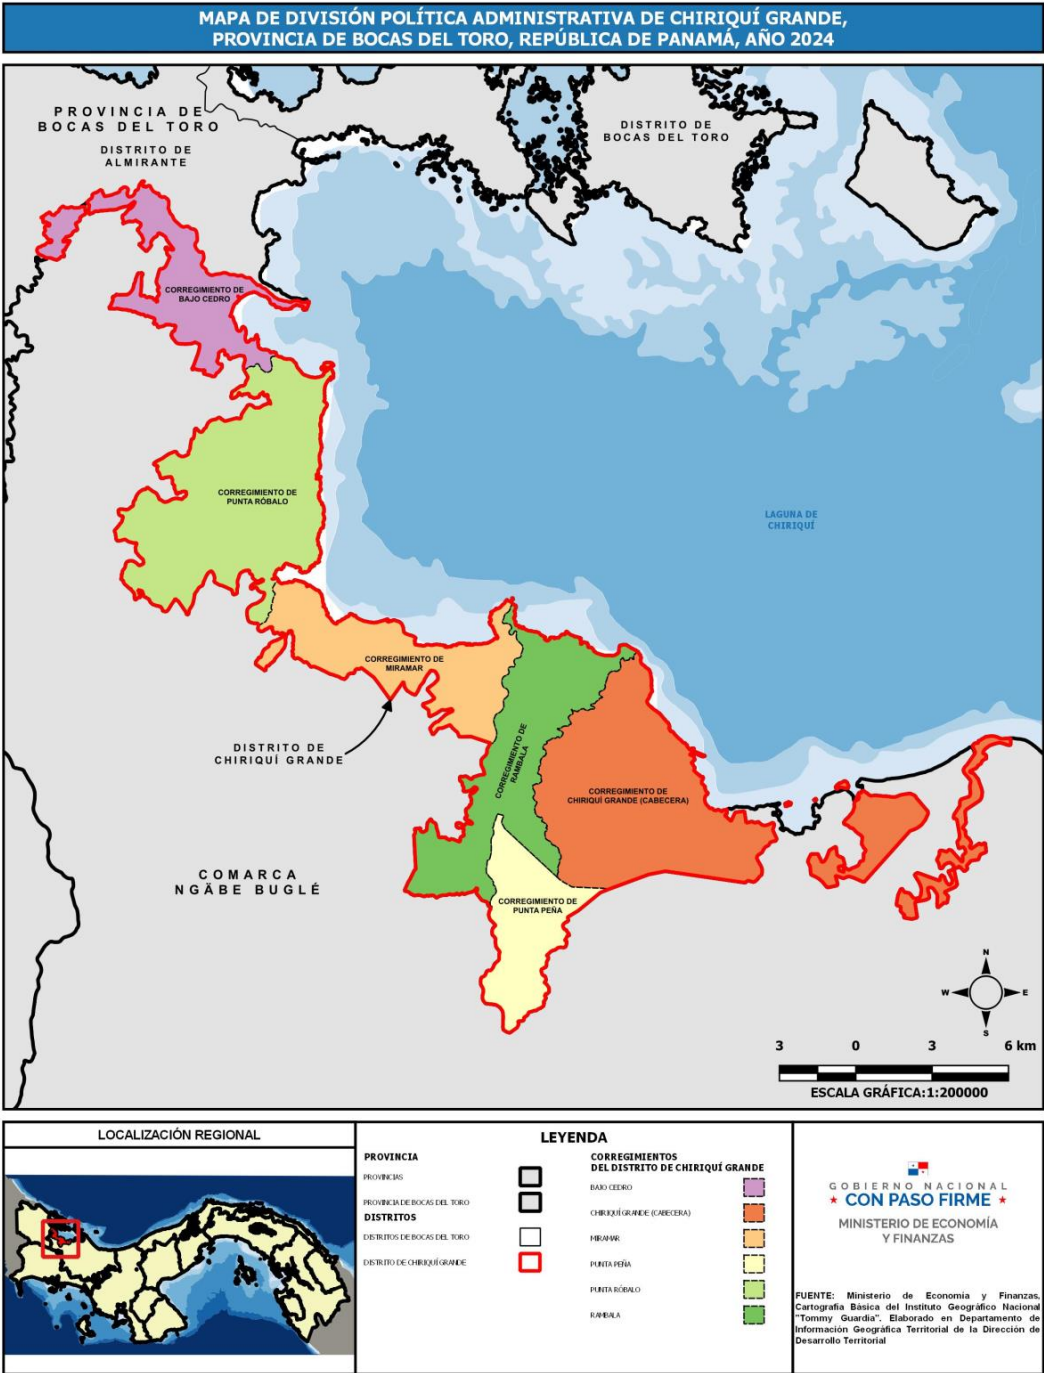 MAPA DE DIVISIÓN POLÍTICA ADMINISTRATIVA DE CHIRIQUÍ GRANDE,
PROVINCIA DE BOCAS DEL TORO, REPÚBLICA DE PANAMÁ, AÑO 2024
PROVINCIA DE
BOCAS DEL TORO
DISTRITO DE
ALMIRANTE
DISTRITO DE
BOCAS DEL TORO
CORREGIMIENTO DE
BAJO CEDRO
CORREGIMIENTO DE
PUNTA RÓBALO
LAGUNA DE
CHIRIQUÍ
CORREGIMIENTO DE
MIRAMAR
DISTRITO DE
CHIRIQUÍ GRANDE
CORREGIMIENTO DE
RAMBALA
CORREGIMIENTO DE
CHIRIQUÍ GRANDE (CABECERA)
COMARCA
NGÄBE BUGLÉ
CORREGIMIENTO DE
PUNTA PEÑA
N
W E
S
3 0 3 6 km
ESCALA GRÁFICA:1:200000
LOCALIZACIÓN REGIONAL
LEYENDA
PROVINCIA
PROVINCIAS
PROVINCIA DE BOCAS DEL TORO
DISTRITOS
DISTRITOS DE BOCAS DEL TORO
DISTRITO DE CHIRIQUÍ GRANDE
CORREGIMIENTOS
DEL DISTRITO DE CHIRIQUÍ GRANDE
BAJO CEDRO
CHIRIQUÍ GRANDE (CABECERA)
MIRAMAR
PUNTA PEÑA
PUNTA RÓBALO
RAMBALA
GOBIERNO NACIONAL
CON PASO FIRME
MINISTERIO DE ECONOMÍA
Y FINANZAS
FUENTE: Ministerio de Economía y Finanzas,
Cartografía Básica del Instituto Geográfico Nacional
"Tommy Guardia". Elaborado en Departamento de
Información Geográfica Territorial de la Dirección de
Desarrollo Territorial